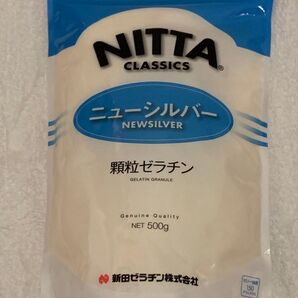 NITTA
CLASSICS
®
ニューシルバー
NEWSILVER
顆粒ゼラチン
GELATIN GRANULE
Genuine Quality
NET 500g
新田ゼラチン株式会社
150